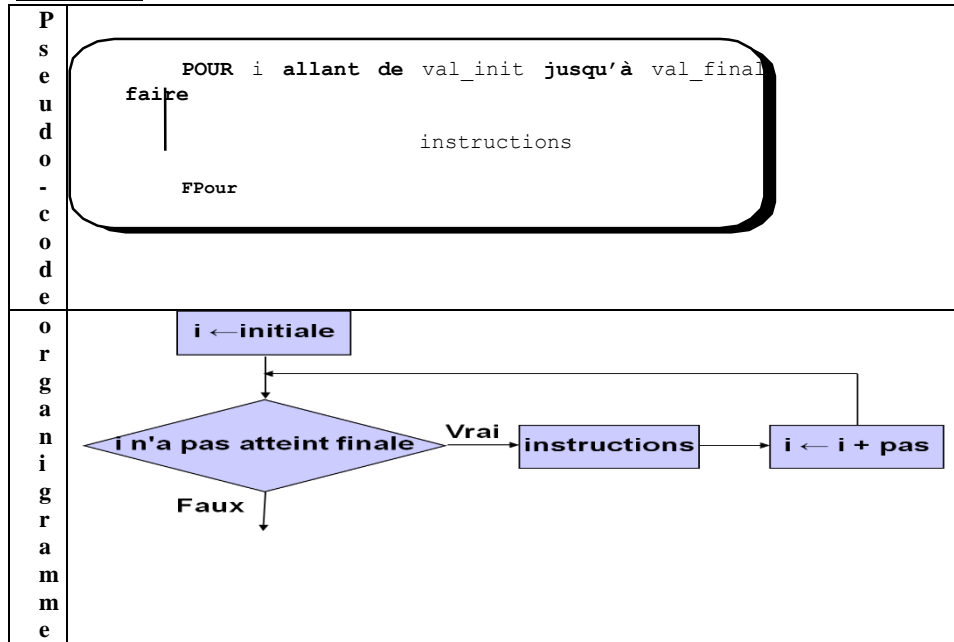 Pseudo-code
POUR i allant de val_init jusqu'à val_final
faire
instructions
FPour
organigramme
i ←initiale
i n'a pas atteint finale
Vrai
instructions
i ← i + pas
Faux